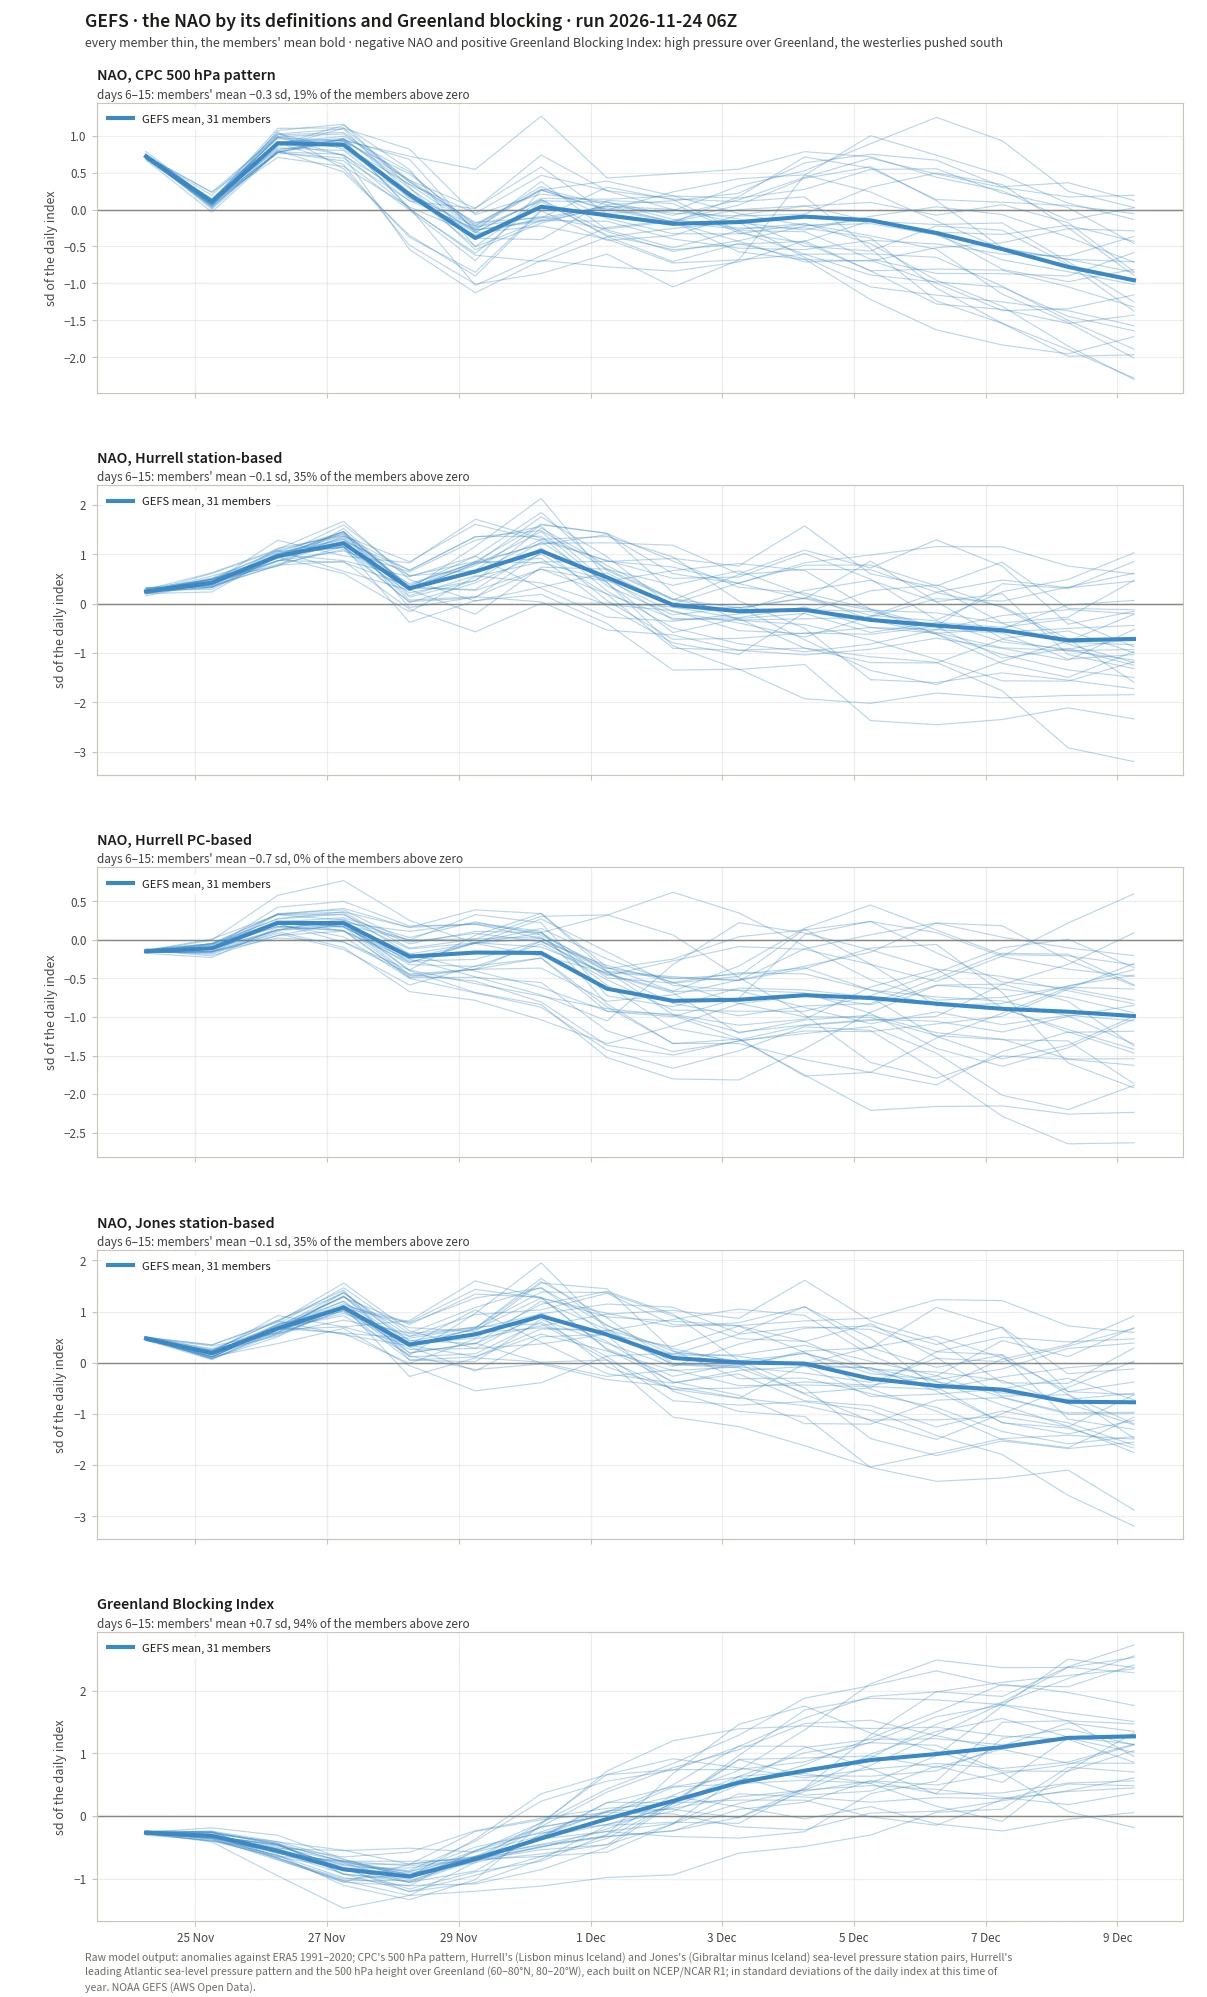 GEFS · the NAO by its definitions and Greenland blocking · run 2026-11-24 06Z
every member thin, the members' mean bold · negative NAO and positive Greenland Blocking Index: high pressure over Greenland, the westerlies pushed south
NAO, CPC 500 hPa pattern
days 6–15: members' mean −0.3 sd, 19% of the members above zero
GEFS mean, 31 members
1.0
0.5
0.0
−0.5
−1.0
−1.5
−2.0
sd of the daily index
NAO, Hurrell station-based
days 6–15: members' mean −0.1 sd, 35% of the members above zero
GEFS mean, 31 members
2
1
0
−1
−2
−3
sd of the daily index
NAO, Hurrell PC-based
days 6–15: members' mean −0.7 sd, 0% of the members above zero
GEFS mean, 31 members
0.5
0.0
−0.5
−1.0
−1.5
−2.0
−2.5
sd of the daily index
NAO, Jones station-based
days 6–15: members' mean −0.1 sd, 35% of the members above zero
GEFS mean, 31 members
2
1
0
−1
−2
−3
sd of the daily index
Greenland Blocking Index
days 6–15: members' mean +0.7 sd, 94% of the members above zero
GEFS mean, 31 members
2
1
0
−1
sd of the daily index
25 Nov 27 Nov 29 Nov 1 Dec 3 Dec 5 Dec 7 Dec 9 Dec
Raw model output: anomalies against ERA5 1991–2020; CPC's 500 hPa pattern, Hurrell's (Lisbon minus Iceland) and Jones's (Gibraltar minus Iceland) sea-level pressure station pairs, Hurrell's
leading Atlantic sea-level pressure pattern and the 500 hPa height over Greenland (60–80°N, 80–20°W), each built on NCEP/NCAR R1; in standard deviations of the daily index at this time of
year. NOAA GEFS (AWS Open Data).